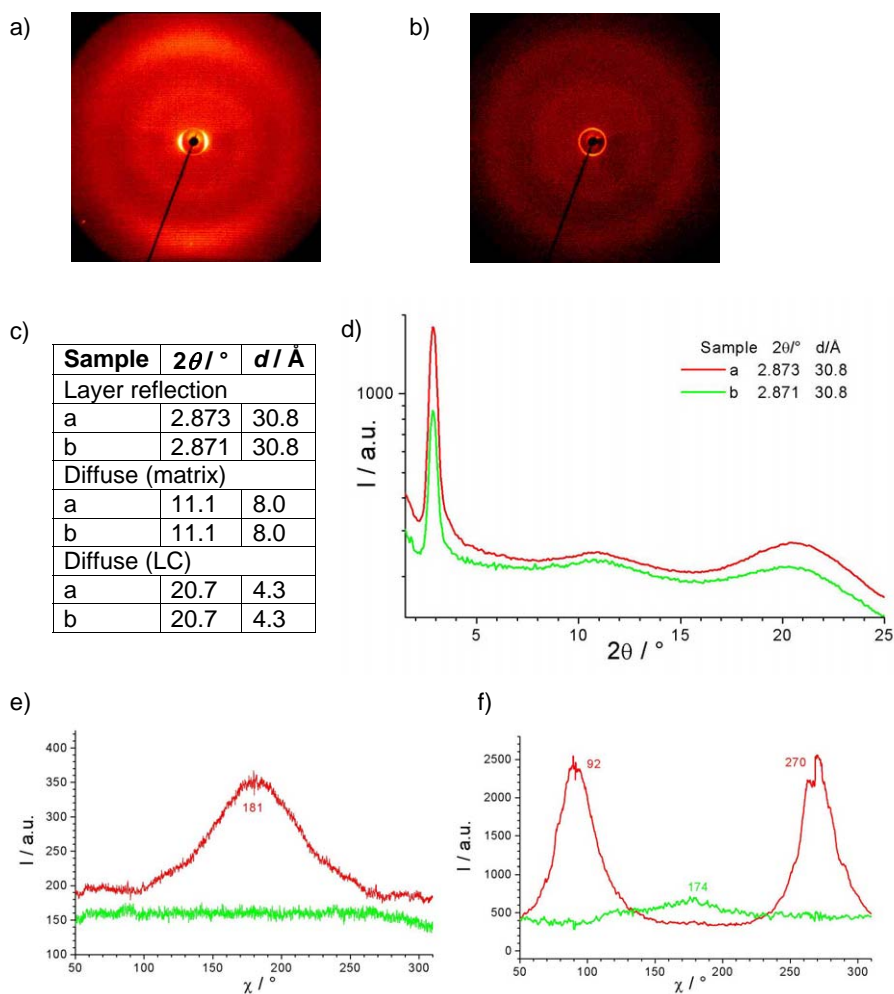 a)
b)
c)
Sample 2θ / ° d / Å
Layer reflection
a 2.873 30.8
b 2.871 30.8
Diffuse (matrix)
a 11.1 8.0
b 11.1 8.0
Diffuse (LC)
a 20.7 4.3
b 20.7 4.3
d)
Sample 2θ/° d/Å
a 2.873 30.8
b 2.871 30.8
I / a.u.
1000
5 10 15 20 25
2θ / °
e)
I / a.u.
400
350
300
250
200
150
100
181
50 100 150 200 250 300
χ / °
f)
I / a.u.
2500
2000
1500
1000
500
0
92
270
174
50 100 150 200 250 300
χ / °